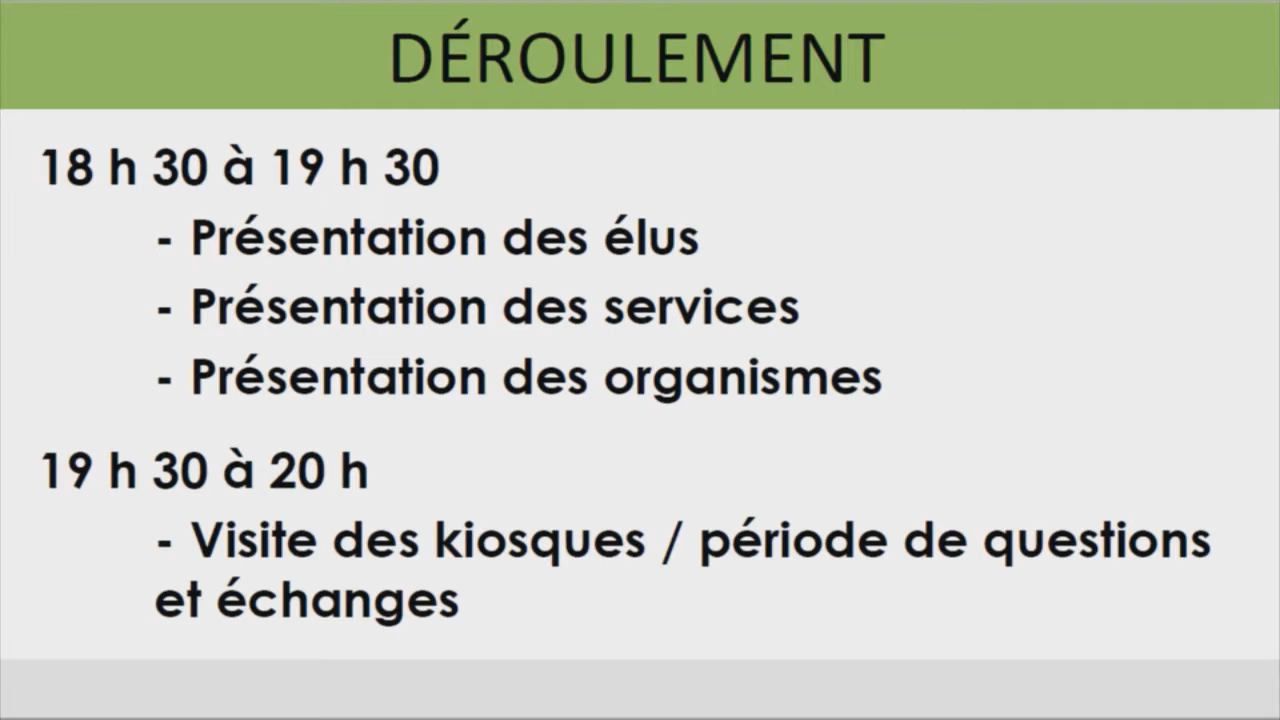 DÉROULEMENT
18 h 30 à 19 h 30
- Présentation des élus
- Présentation des services
- Présentation des organismes
19 h 30 à 20 h
- Visite des kiosques / période de questions
et échanges